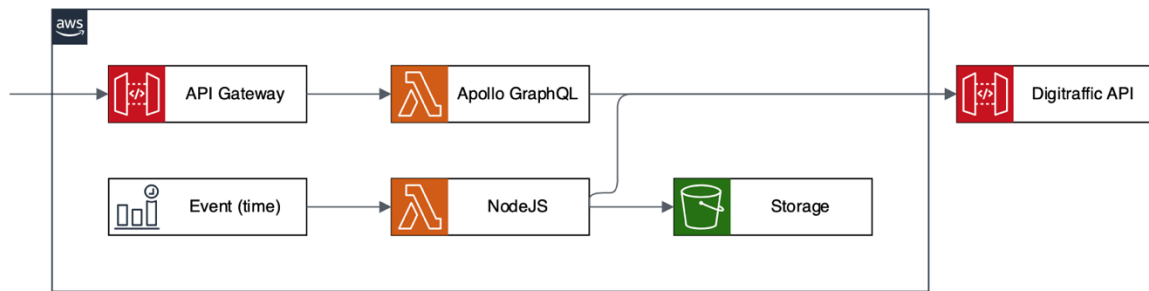 aws
API Gateway
Apollo GraphQL
Digitraffic API
Event (time)
NodeJS
Storage